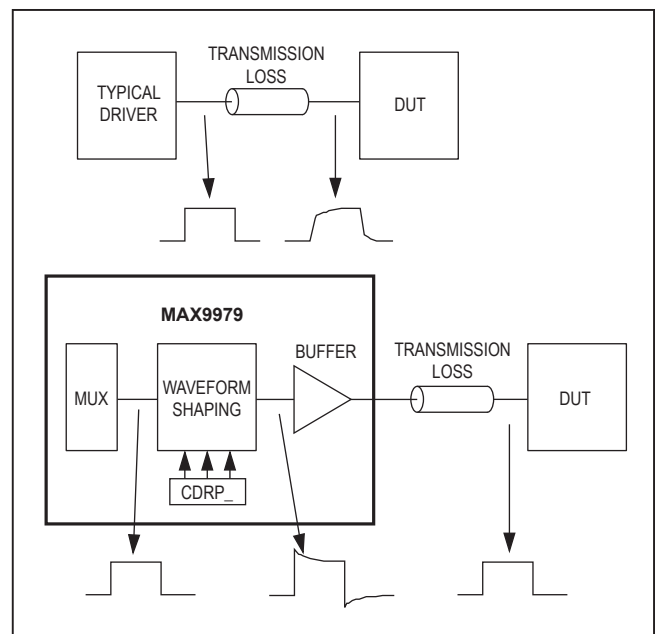 TRANSMISSION
LOSS
TYPICAL
DRIVER
DUT
MAX9979
BUFFER
TRANSMISSION
LOSS
MUX
WAVEFORM
SHAPING
DUT
CDRP_